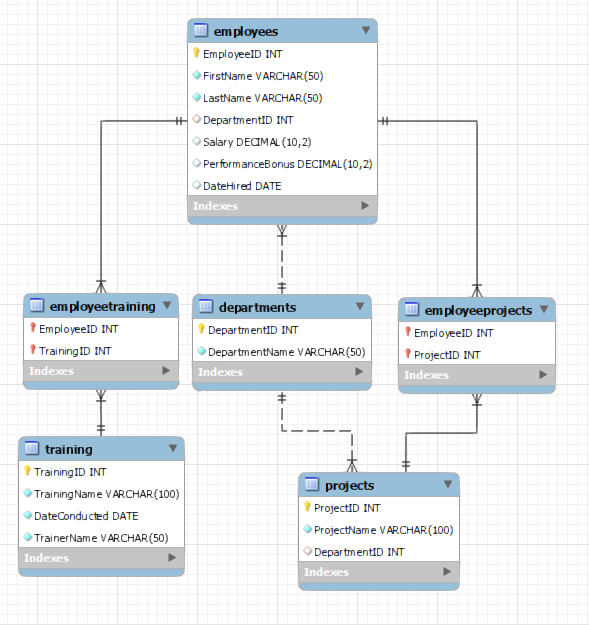 employees
EmployeeID INT
FirstName VARCHAR(50)
LastName VARCHAR(50)
DepartmentID INT
Salary DECIMAL(10,2)
PerformanceBonus DECIMAL(10,2)
DateHired DATE
Indexes
employeetraining
EmployeeID INT
TrainingID INT
Indexes
departments
DepartmentID INT
DepartmentName VARCHAR(50)
Indexes
employeeprojects
EmployeeID INT
ProjectID INT
Indexes
training
TrainingID INT
TrainingName VARCHAR(100)
DateConducted DATE
TrainerName VARCHAR(50)
Indexes
projects
ProjectID INT
ProjectName VARCHAR(100)
DepartmentID INT
Indexes